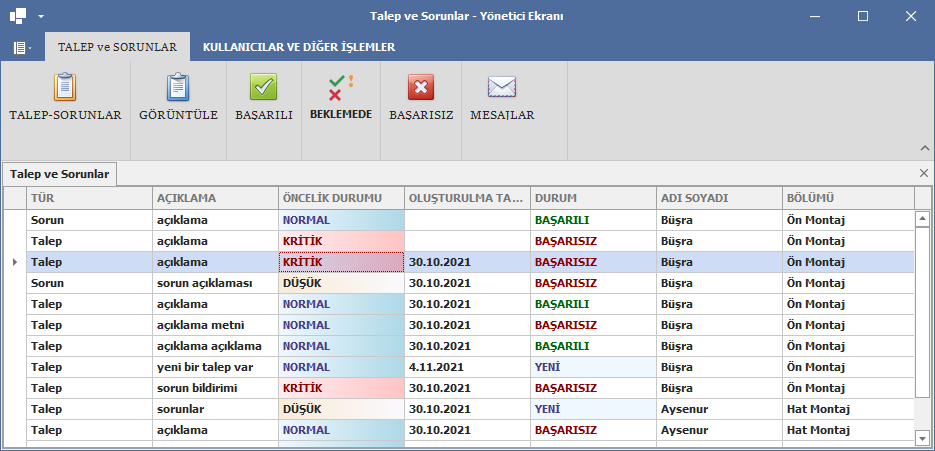 Talep ve Sorunlar - Yönetici Ekranı
TALEP ve SORUNLAR KULLANICILAR VE DİĞER İŞLEMLER
TALEP-SORUNLAR GÖRÜNTÜLE BAŞARILI BEKLEMEDE BAŞARISIZ MESAJLAR
Talep ve Sorunlar
TÜR AÇIKLAMA ÖNCELİK DURUMU OLUŞTURULMA TA... DURUM ADI SOYADI BÖLÜMÜ
Sorun açıklama NORMAL BAŞARILI Büşra Ön Montaj
Talep açıklama KRİTİK BAŞARISIZ Büşra Ön Montaj
Talep açıklama KRİTİK 30.10.2021 BAŞARISIZ Büşra Ön Montaj
Sorun sorun açıklaması DÜŞÜK 30.10.2021 BAŞARISIZ Büşra Ön Montaj
Talep açıklama NORMAL 30.10.2021 BAŞARILI Büşra Ön Montaj
Talep açıklama metni NORMAL 30.10.2021 BAŞARISIZ Büşra Ön Montaj
Talep açıklama açıklama NORMAL 30.10.2021 BAŞARILI Büşra Ön Montaj
Talep yeni bir talep var NORMAL 4.11.2021 YENİ Büşra Ön Montaj
Talep sorun bildirimi KRİTİK 30.10.2021 BAŞARISIZ Büşra Ön Montaj
Talep sorunlar DÜŞÜK 30.10.2021 YENİ Aysenur Hat Montaj
Talep açıklama NORMAL 30.10.2021 BAŞARISIZ Aysenur Hat Montaj